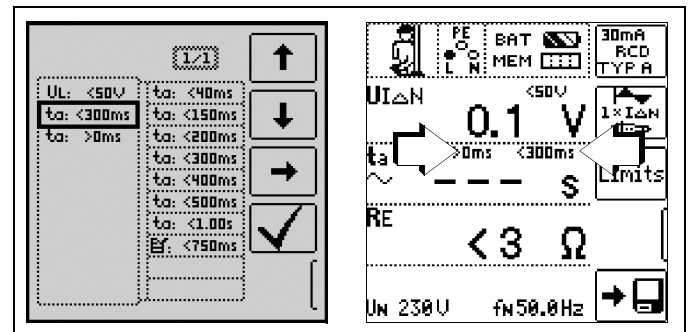 1/1
UL: <50V
ta: <300ms
ta: >0ms
ta: <40ms
ta: <150ms
ta: <200ms
ta: <300ms
ta: <400ms
ta: <500ms
ta: <1.00s
: <750ms
PE
L N
BAT
MEM
30mA
RCD
TYP A
UI△N
<50V
0.1 V
1×I△N
ta
>0ms <300ms
Limits
~ --- s
RE
<3 Ω
UN 230V fN 50.0Hz